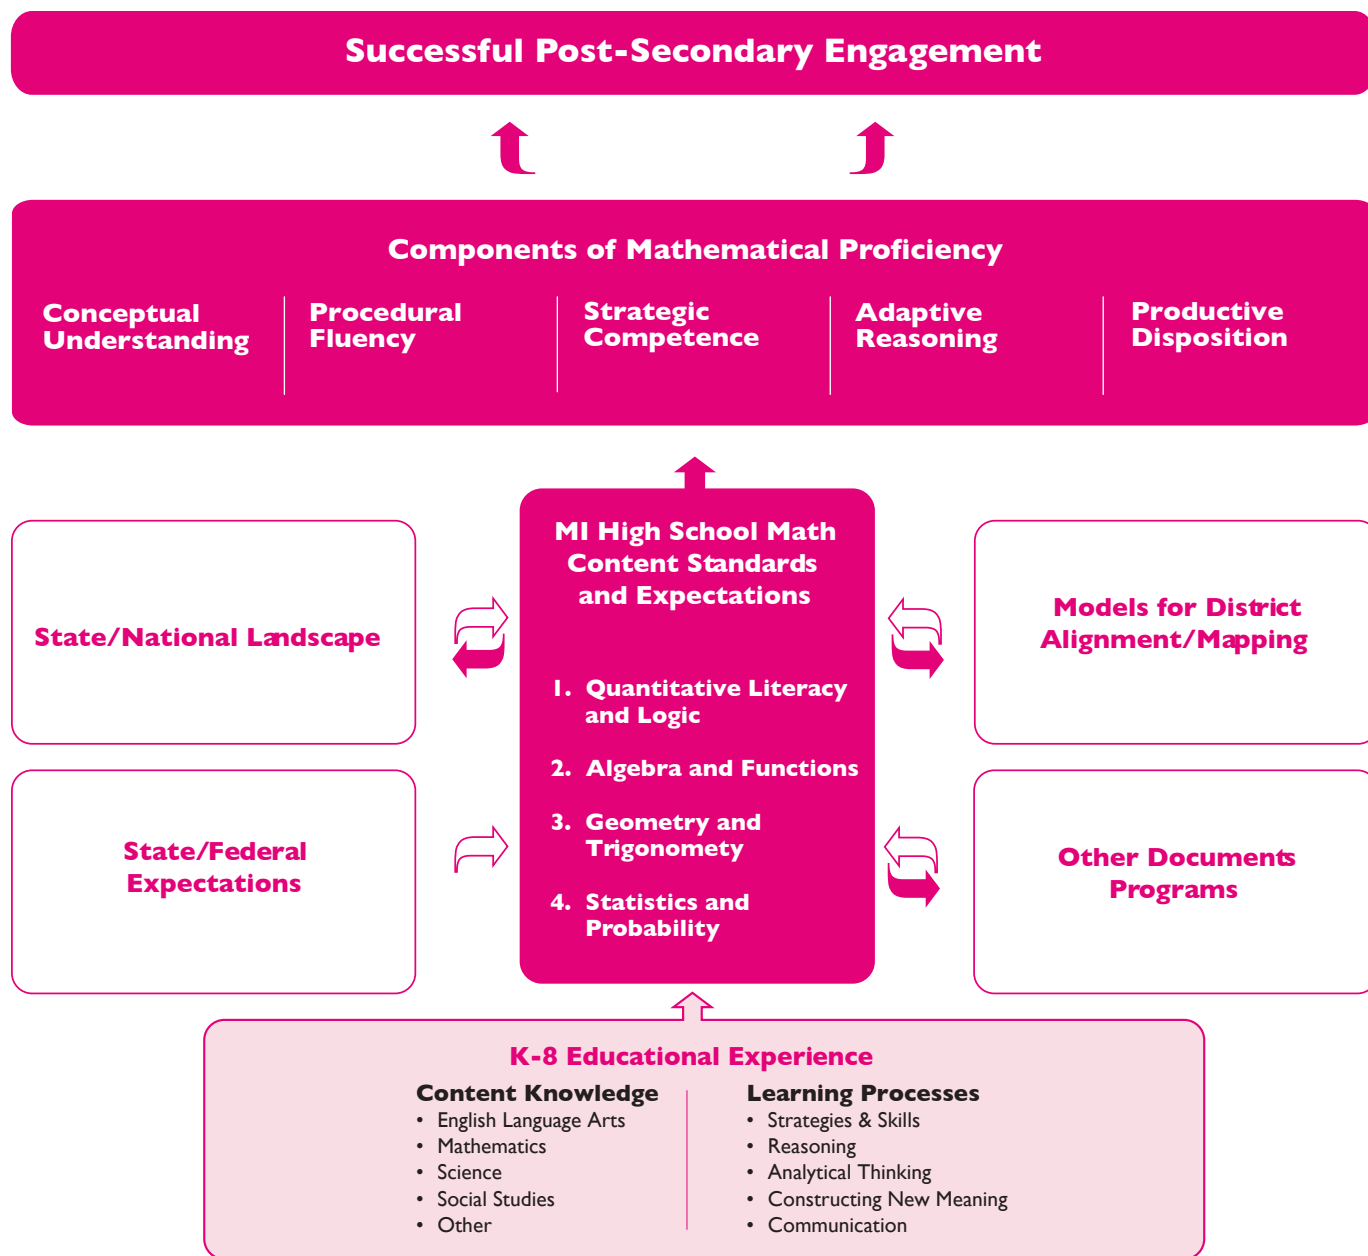 Successful Post-Secondary Engagement
Components of Mathematical Proficiency
Conceptual
Understanding
Procedural
Fluency
Strategic
Competence
Adaptive
Reasoning
Productive
Disposition
MI High School Math
Content Standards
and Expectations
1. Quantitative Literacy
and Logic
2. Algebra and Functions
3. Geometry and
Trigonomety
4. Statistics and
Probability
State/National Landscape
State/Federal
Expectations
Models for District
Alignment/Mapping
Other Documents
Programs
K-8 Educational Experience
Content Knowledge
• English Language Arts
• Mathematics
• Science
• Social Studies
• Other
Learning Processes
• Strategies & Skills
• Reasoning
• Analytical Thinking
• Constructing New Meaning
• Communication